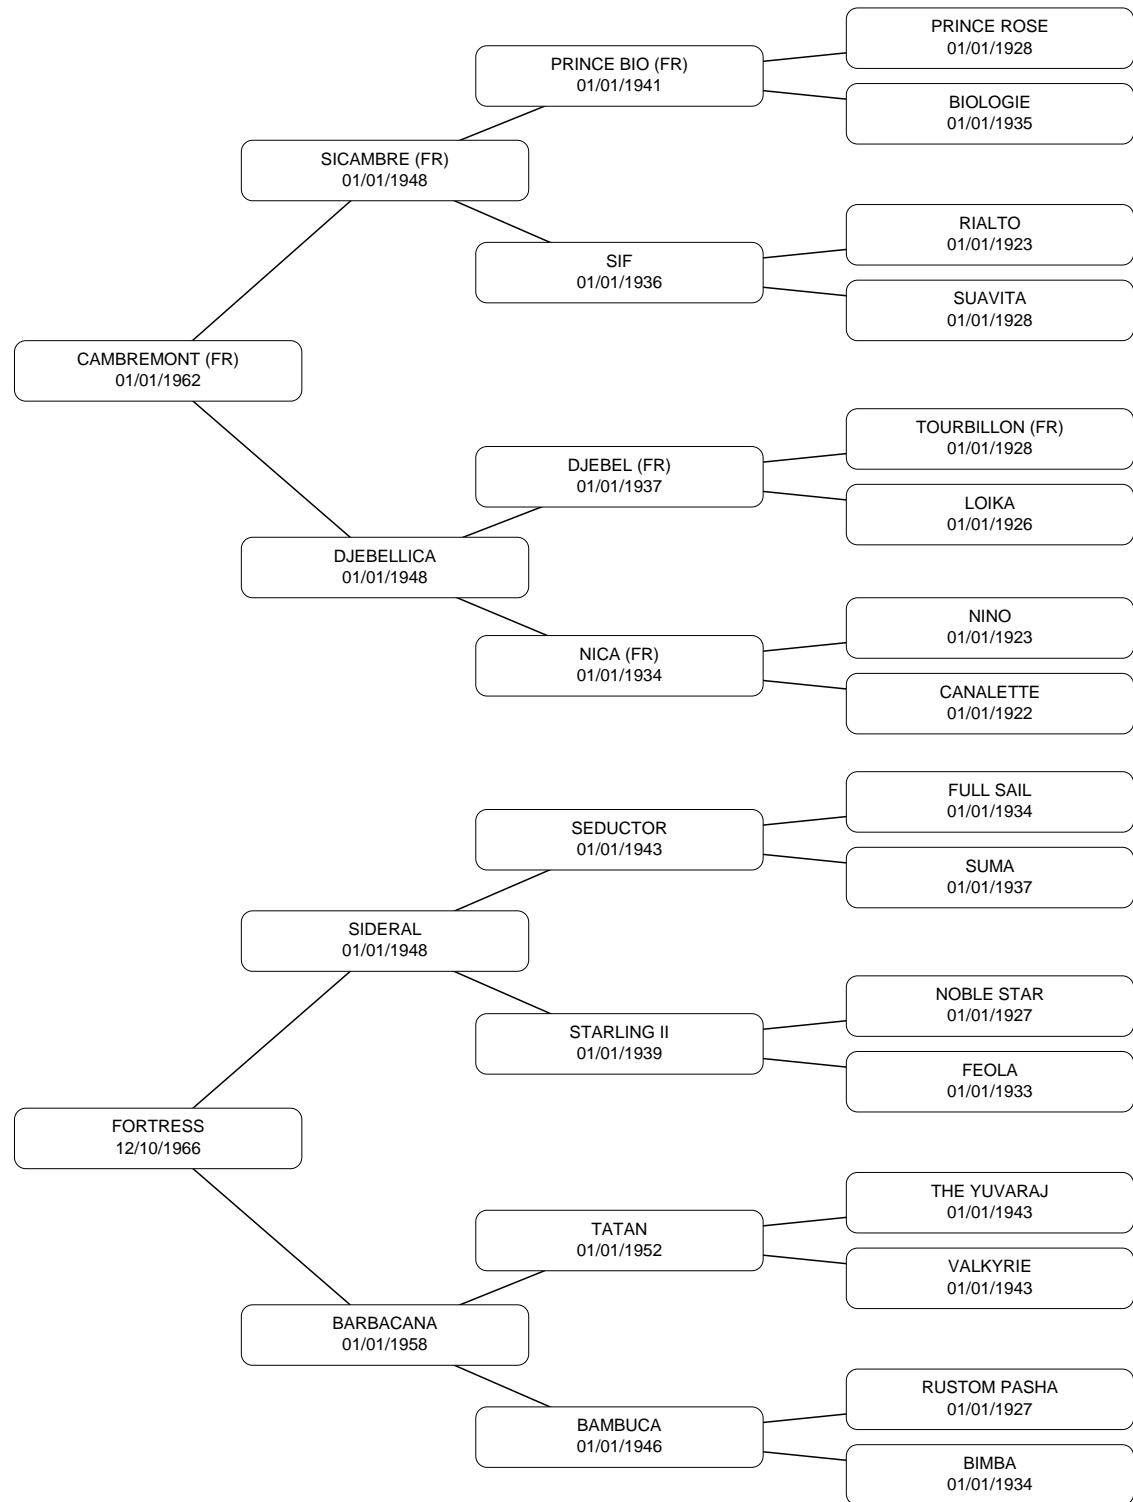 PRINCE ROSE
01/01/1928
PRINCE BIO (FR)
01/01/1941
BIOLOGIE
01/01/1935
SICAMBRE (FR)
01/01/1948
RIALTO
01/01/1923
SIF
01/01/1936
SUAVITA
01/01/1928
CAMBREMONT (FR)
01/01/1962
TOURBILLON (FR)
01/01/1928
DJEBEL (FR)
01/01/1937
LOIKA
01/01/1926
DJEBELLICA
01/01/1948
NINO
01/01/1923
NICA (FR)
01/01/1934
CANALETTE
01/01/1922
FULL SAIL
01/01/1934
SEDUCTOR
01/01/1943
SUMA
01/01/1937
SIDERAL
01/01/1948
NOBLE STAR
01/01/1927
STARLING II
01/01/1939
FEOLA
01/01/1933
FORTRESS
12/10/1966
THE YUVARAJ
01/01/1943
TATAN
01/01/1952
VALKYRIE
01/01/1943
BARBACANA
01/01/1958
RUSTOM PASHA
01/01/1927
BAMBUCA
01/01/1946
BIMBA
01/01/1934